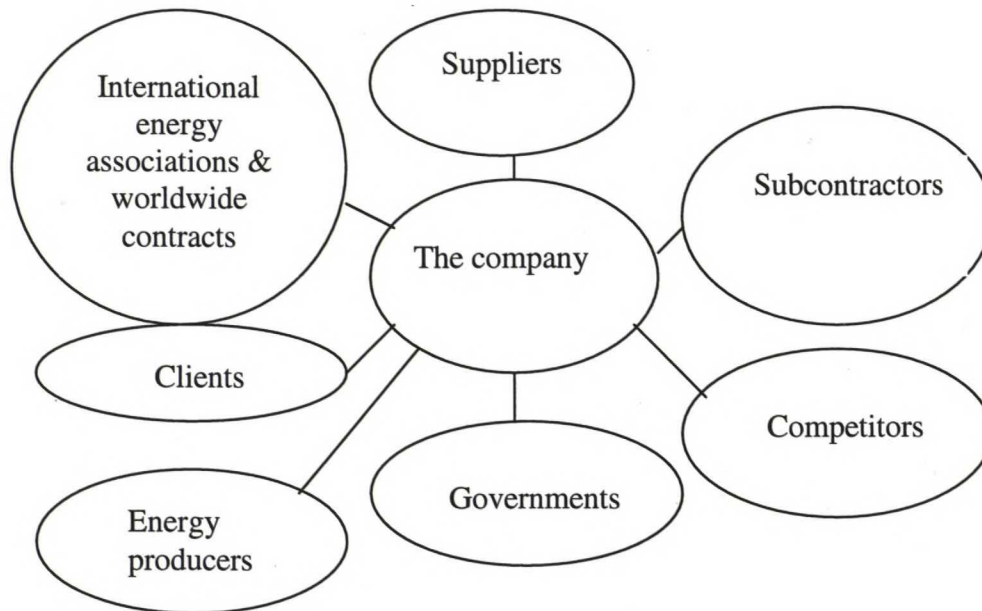 International
energy
associations &
worldwide
contracts
Suppliers
Subcontractors
The company
Clients
Competitors
Energy
producers
Governments